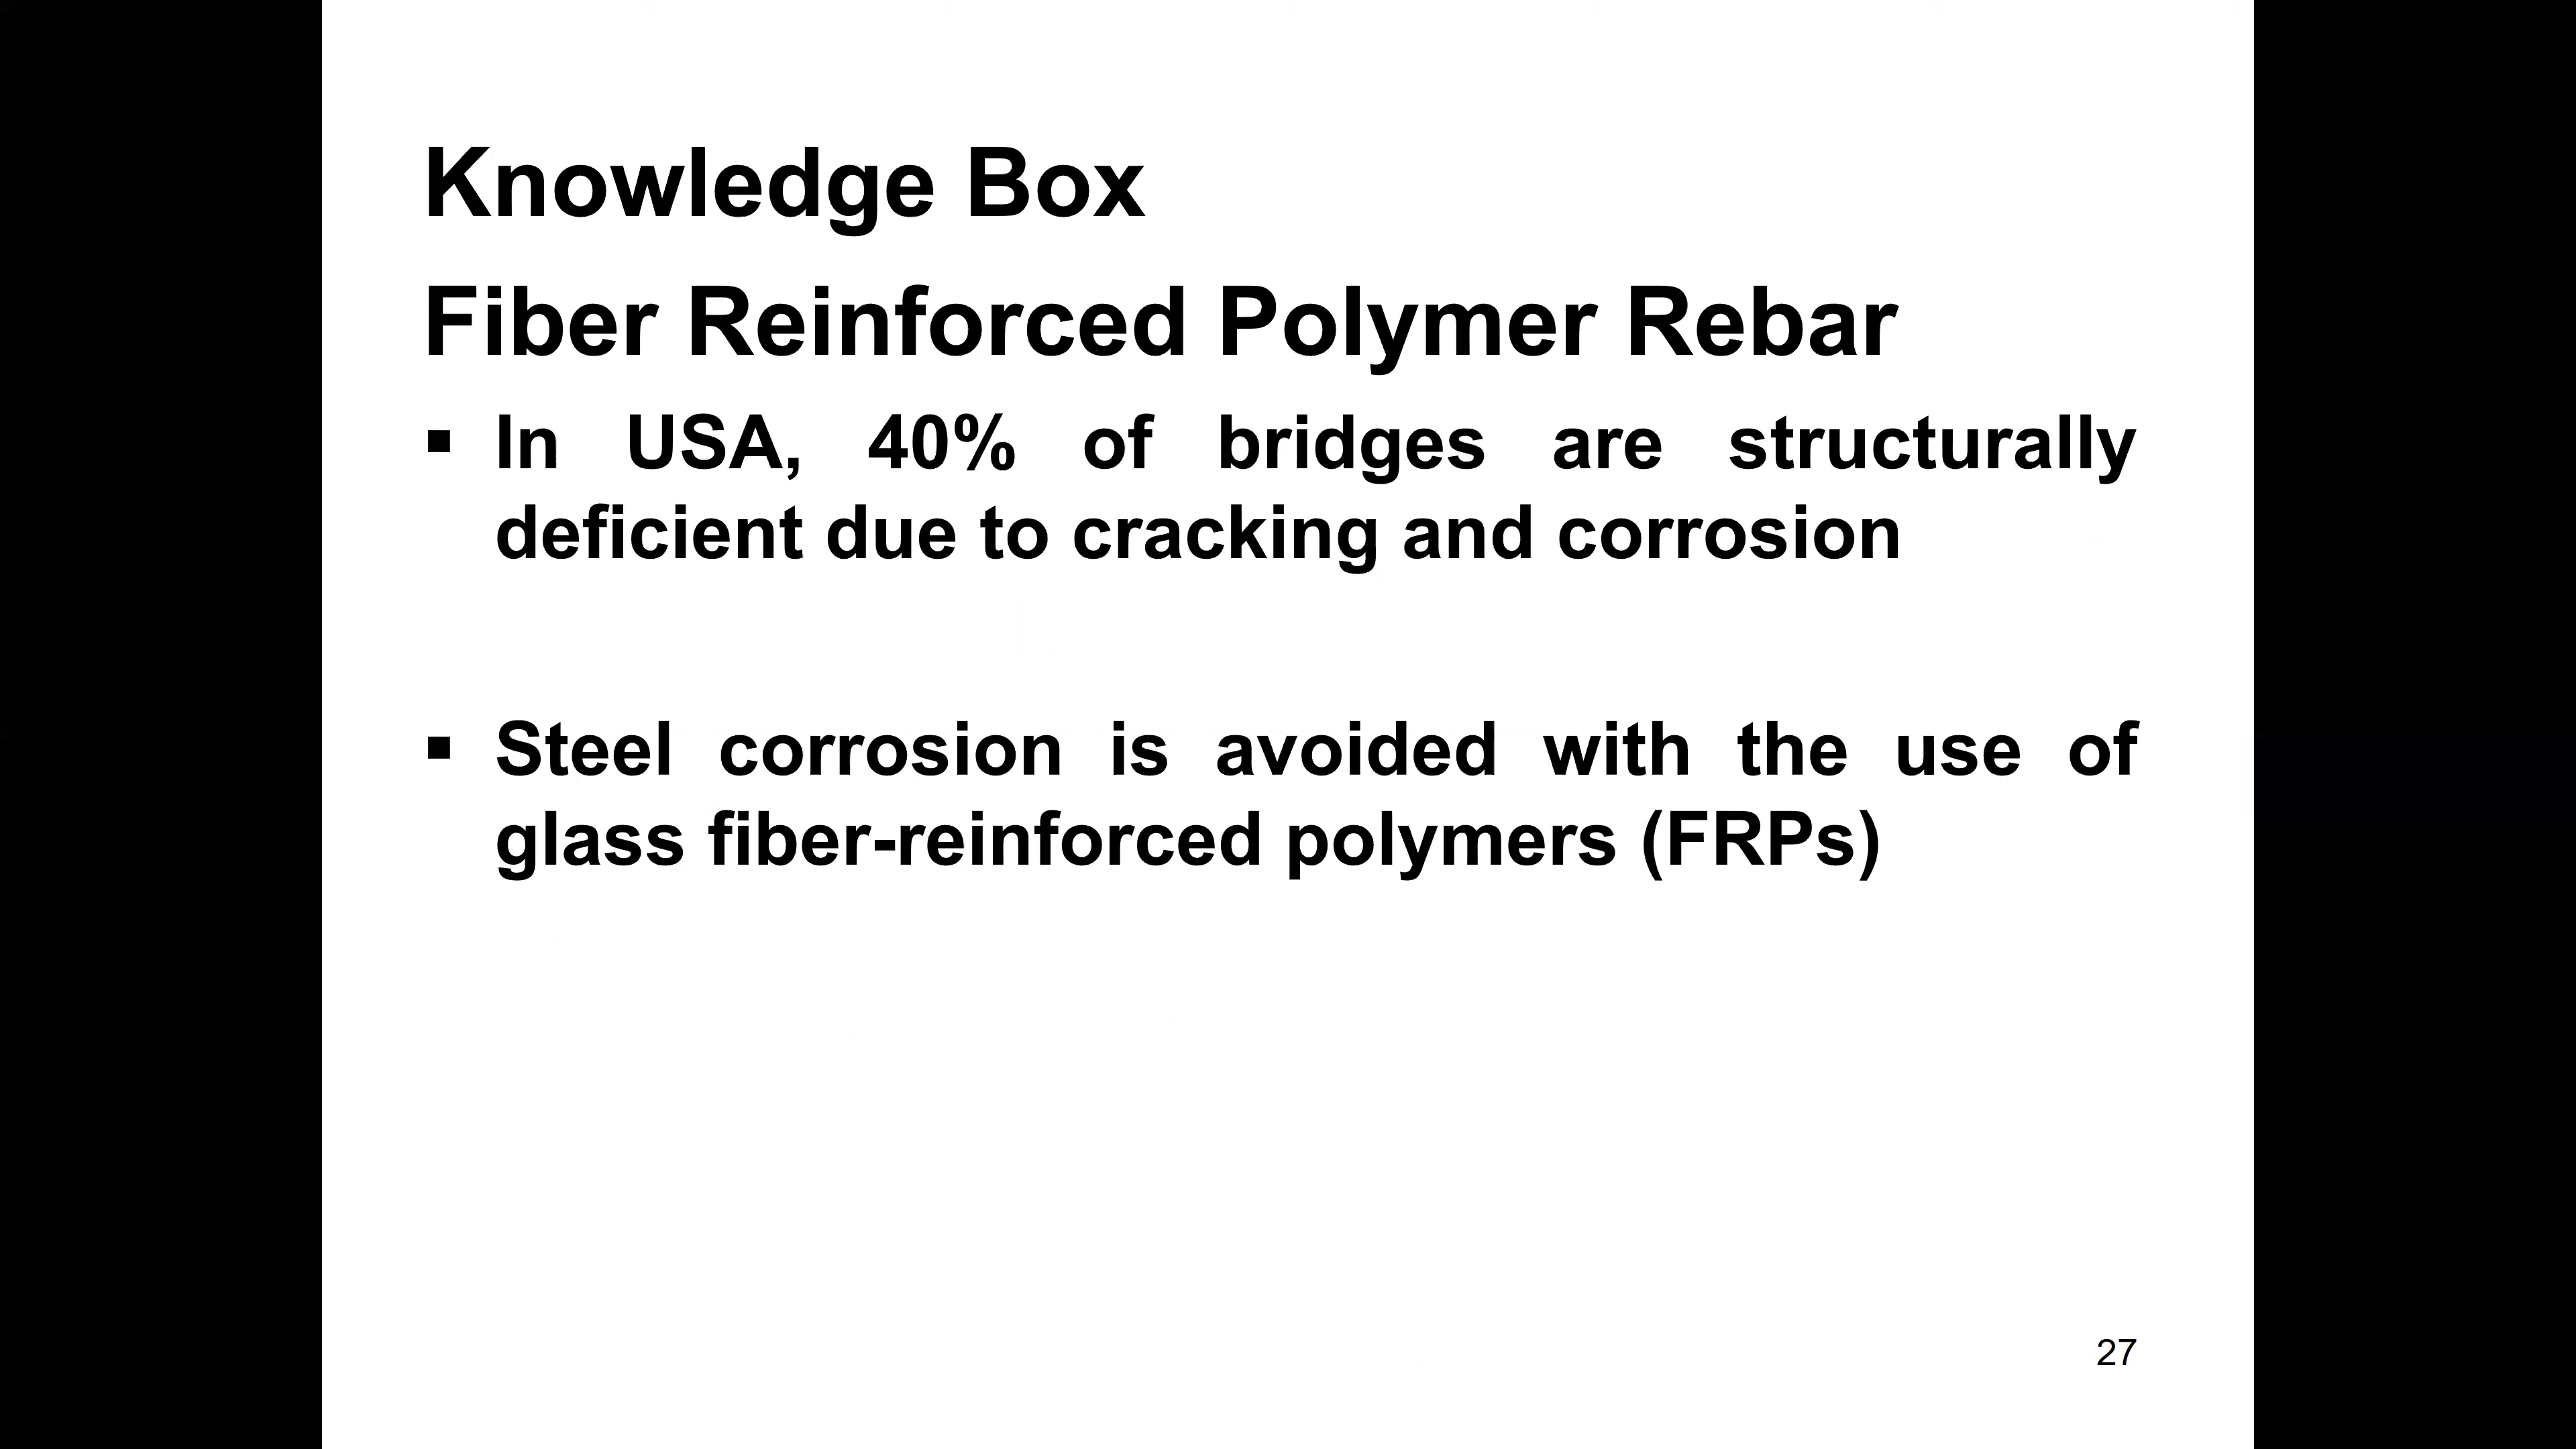 Knowledge Box
Fiber Reinforced Polymer Rebar
▪ In USA, 40% of bridges are structurally
deficient due to cracking and corrosion
▪ Steel corrosion is avoided with the use of
glass fiber-reinforced polymers (FRPs)
27